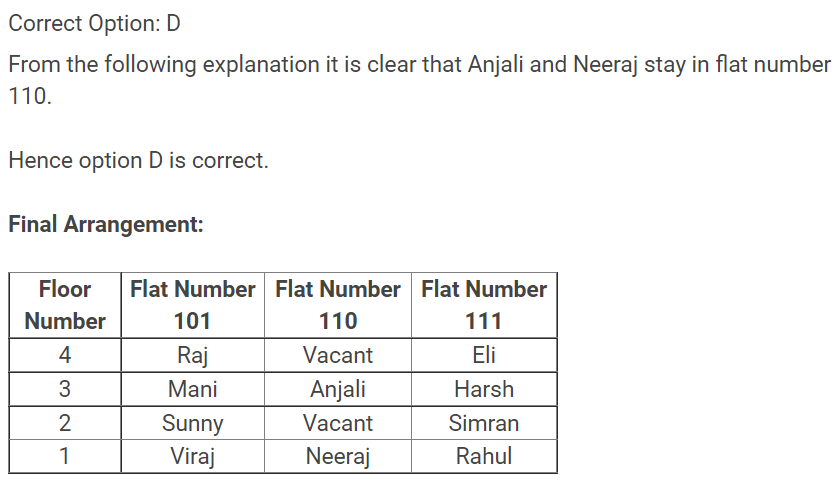 Correct Option: D
From the following explanation it is clear that Anjali and Neeraj stay in flat number
110.
Hence option D is correct.
Final Arrangement:
Floor Number Flat Number 101 Flat Number 110 Flat Number 111
4 Raj Vacant Eli
3 Mani Anjali Harsh
2 Sunny Vacant Simran
1 Viraj Neeraj Rahul